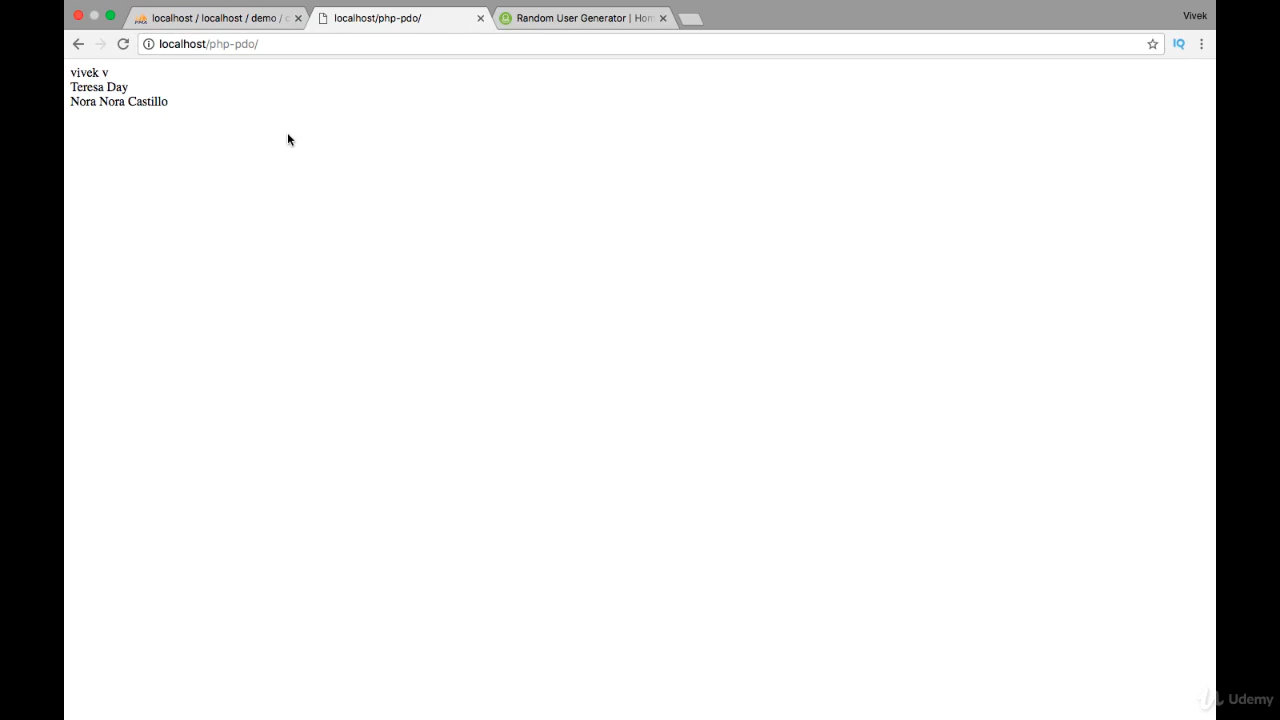 localhost / localhost / demo / c
localhost/php-pdo/
Random User Generator | Hom
Vivek
localhost/php-pdo/
IQ
vivek v
Teresa Day
Nora Nora Castillo
Udemy